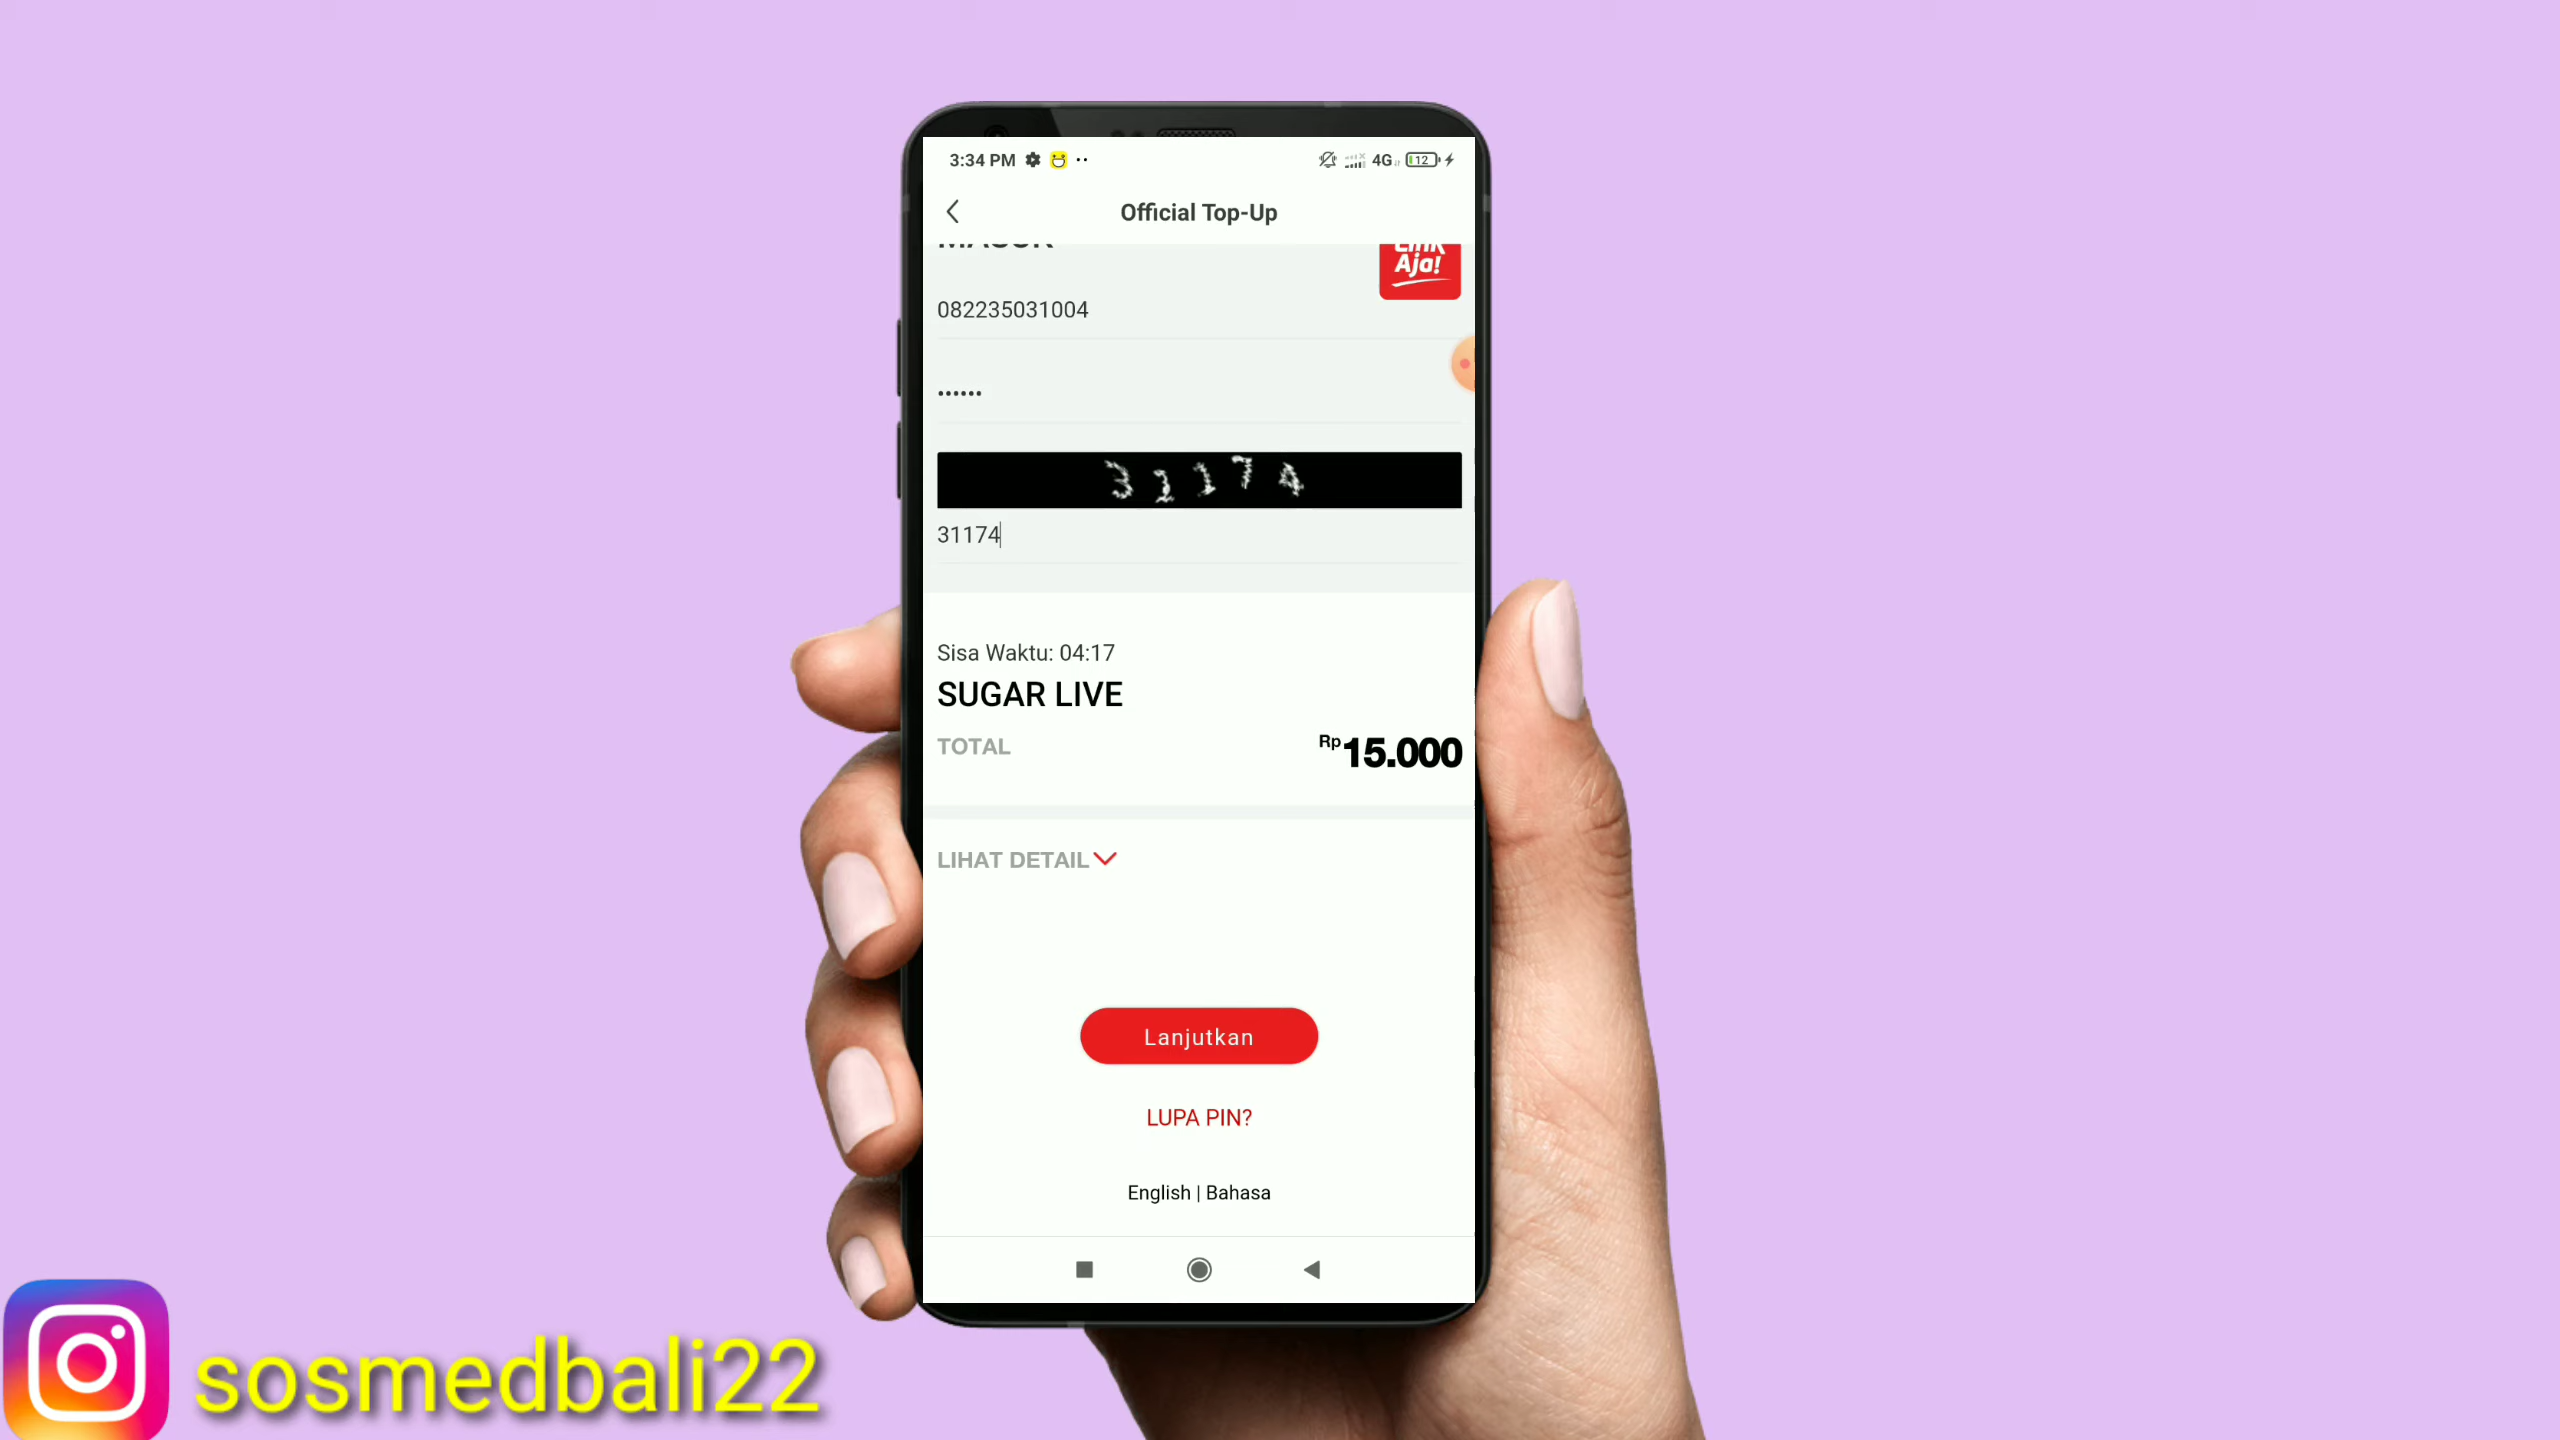 3:34 PM 4G 12
Official Top-Up
Aja!
082235031004
31174
Sisa Waktu: 04:17
SUGAR LIVE
TOTAL Rp15.000
LIHAT DETAIL
Lanjutkan
LUPA PIN?
English | Bahasa
sosmedbali22